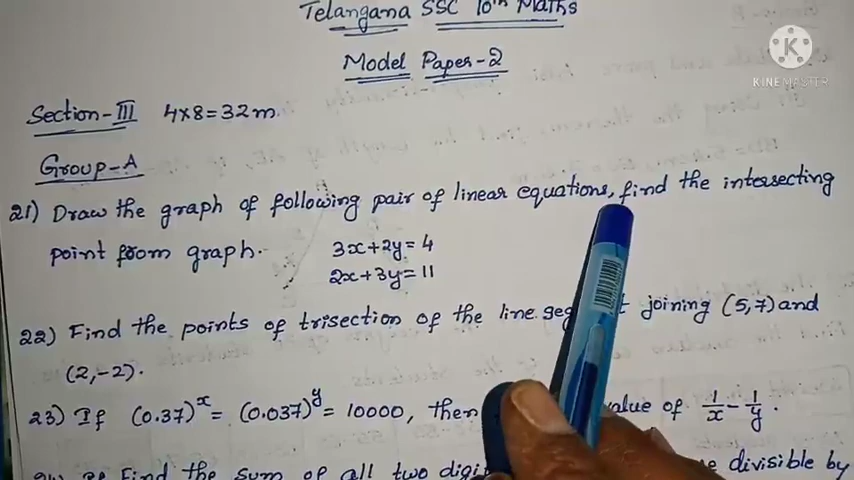 Telangana SSC 10th Maths
Model Paper-2
KINEMASTER
Section-III 4×8=32m.
Group-A
21) Draw the graph of following pair of linear equations, find the intersecting
point from graph. 3x+2y=4
2x+3y=11
22) Find the points of trisection of the line joining (5,7) and
(2,-2).
23) If (0.37)^x = (0.037)^y = 10000, then value of 1/x - 1/y.
Find the sum of all two divisible by